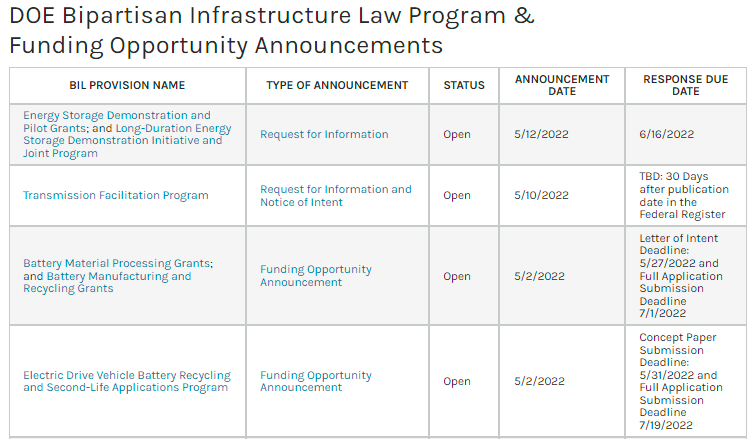 DOE Bipartisan Infrastructure Law Program &
Funding Opportunity Announcements
BIL PROVISION NAME
TYPE OF ANNOUNCEMENT
STATUS
ANNOUNCEMENT
DATE
RESPONSE DUE
DATE
Energy Storage Demonstration and
Pilot Grants; and Long-Duration Energy
Storage Demonstration Initiative and
Joint Program
Request for Information
Open
5/12/2022
6/16/2022
Transmission Facilitation Program
Request for Information and
Notice of Intent
Open
5/10/2022
TBD: 30 Days
after publication
date in the
Federal Register
Battery Material Processing Grants;
and Battery Manufacturing and
Recycling Grants
Funding Opportunity
Announcement
Open
5/2/2022
Letter of Intent
Deadline:
5/27/2022 and
Full Application
Submission
Deadline
7/1/2022
Electric Drive Vehicle Battery Recycling
and Second-Life Applications Program
Funding Opportunity
Announcement
Open
5/2/2022
Concept Paper
Submission
Deadline:
5/31/2022 and
Full Application
Submission
Deadline
7/19/2022